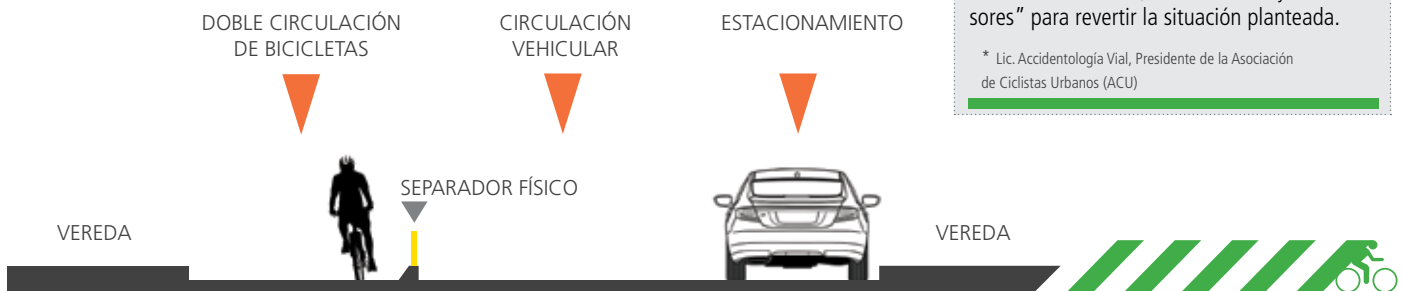 DOBLE CIRCULACIÓN
DE BICICLETAS
CIRCULACIÓN
VEHICULAR
ESTACIONAMIENTO
SEPARADOR FÍSICO
VEREDA
VEREDA
sores” para revertir la situación planteada.
* Lic. Accidentología Vial, Presidente de la Asociación
de Ciclistas Urbanos (ACU)